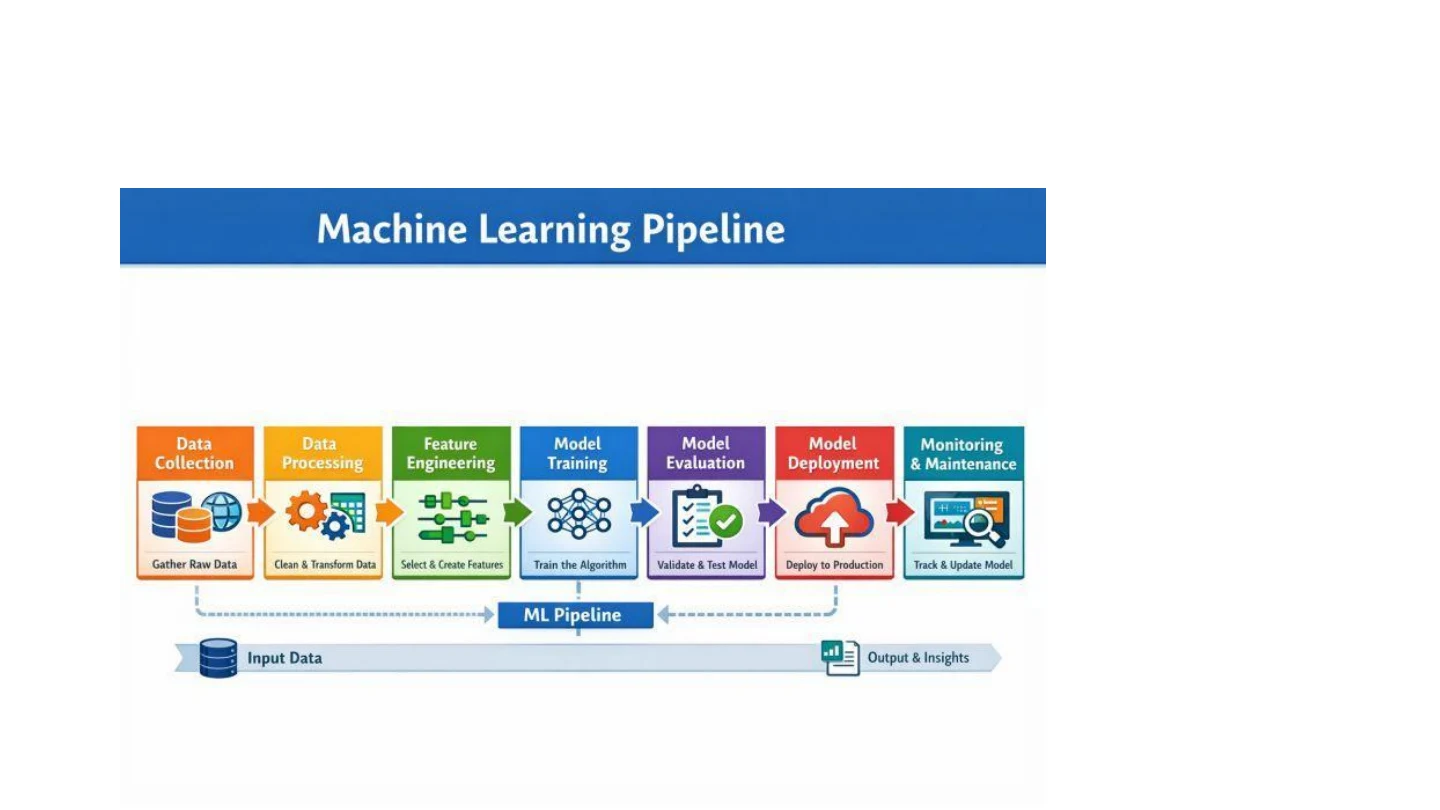 Machine Learning Pipeline
Data
Collection
Gather Raw Data
Data
Processing
Clean & Transform Data
Feature
Engineering
Select & Create Features
Model
Training
Train the Algorithm
Model
Evaluation
Validate & Test Model
Model
Deployment
Deploy to Production
Monitoring
& Maintenance
Track & Update Model
ML Pipeline
Input Data
Output & Insights